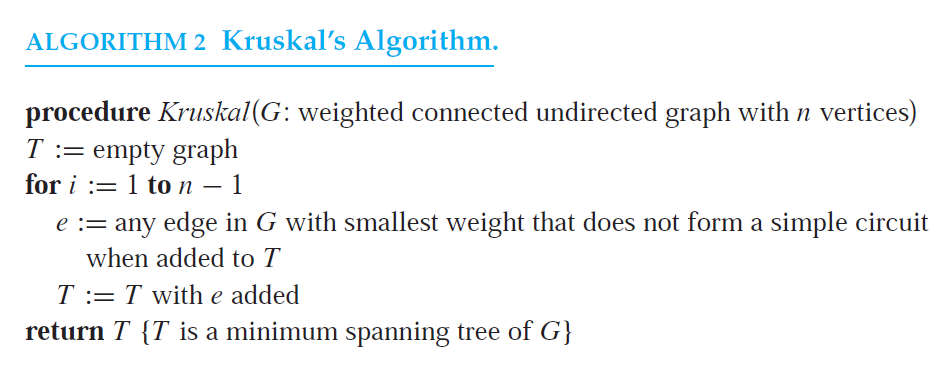 ALGORITHM 2 Kruskal's Algorithm.
procedure Kruskal(G: weighted connected undirected graph with n vertices)
T := empty graph
for i := 1 to n − 1
e := any edge in G with smallest weight that does not form a simple circuit
when added to T
T := T with e added
return T {T is a minimum spanning tree of G}